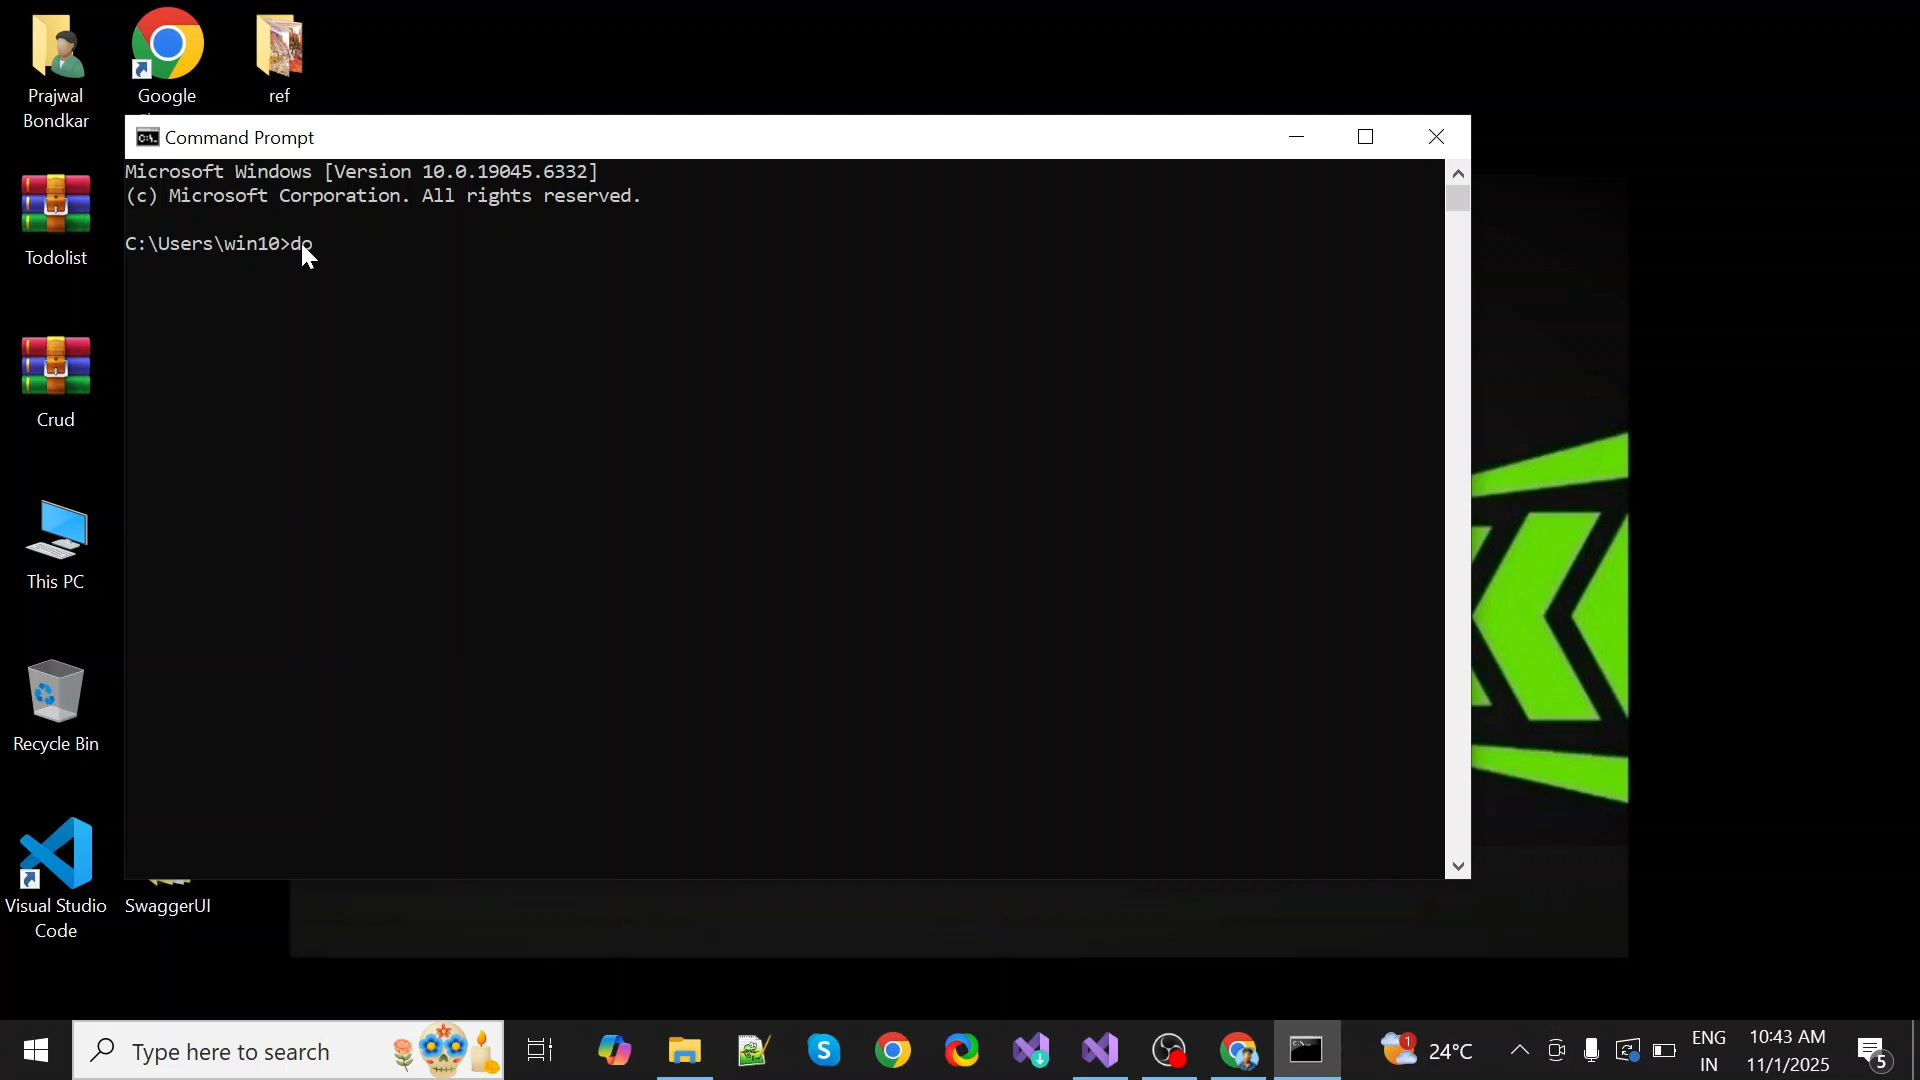 Prajwal
Bondkar
Google
ref
Todolist
Crud
This PC
Recycle Bin
Visual Studio
Code
SwaggerUI
Command Prompt
Microsoft Windows [Version 10.0.19045.6332]
(c) Microsoft Corporation. All rights reserved.
C:\Users\win10>do
Type here to search
1
24°C
ENG
IN
10:43 AM
11/1/2025
5